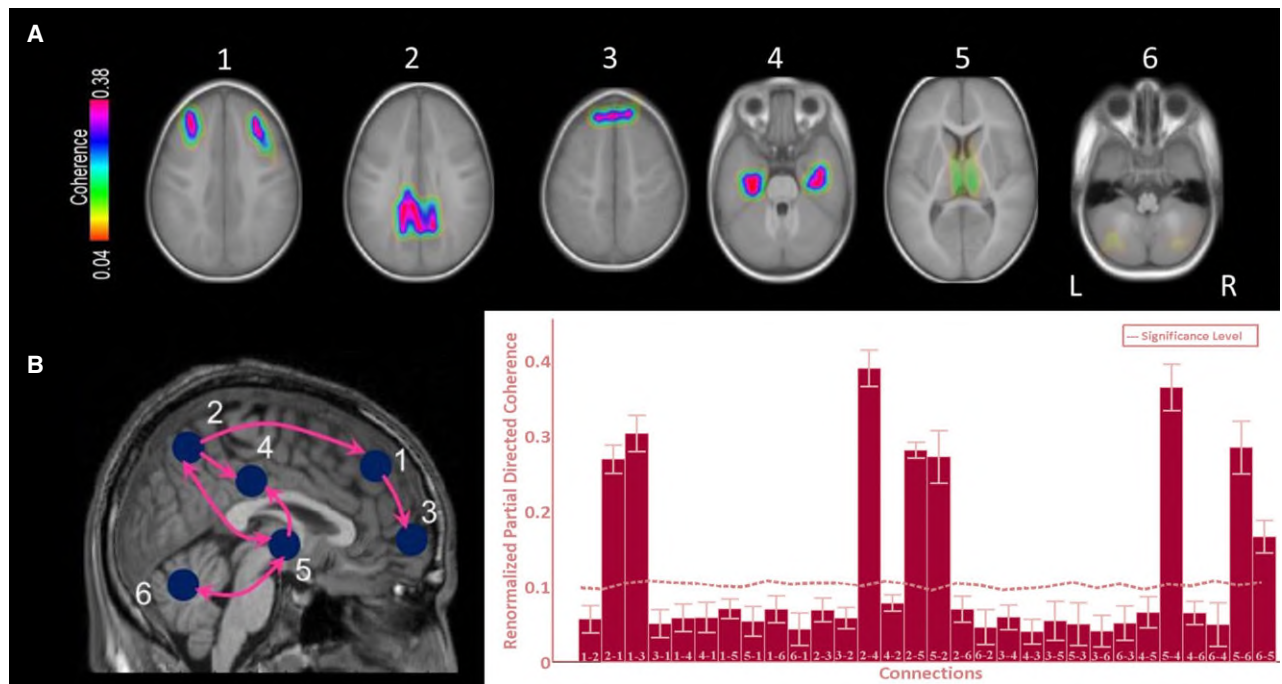 A
1 2 3 4 5 6
0.38
Coherence
0.04
L R
B
2
4
1
3
5
6
Renormalized Partial Directed Coherence
0.4
0.3
0.2
0.1
0
--- Significance Level
1-2 2-1 1-3 3-1 1-4 4-1 1-5 5-1 1-6 6-1 2-3 3-2 2-4 4-2 2-5 5-2 2-6 6-2 3-4 4-3 3-5 5-3 3-6 6-3 4-5 5-4 4-6 6-4 5-6 6-5
Connections